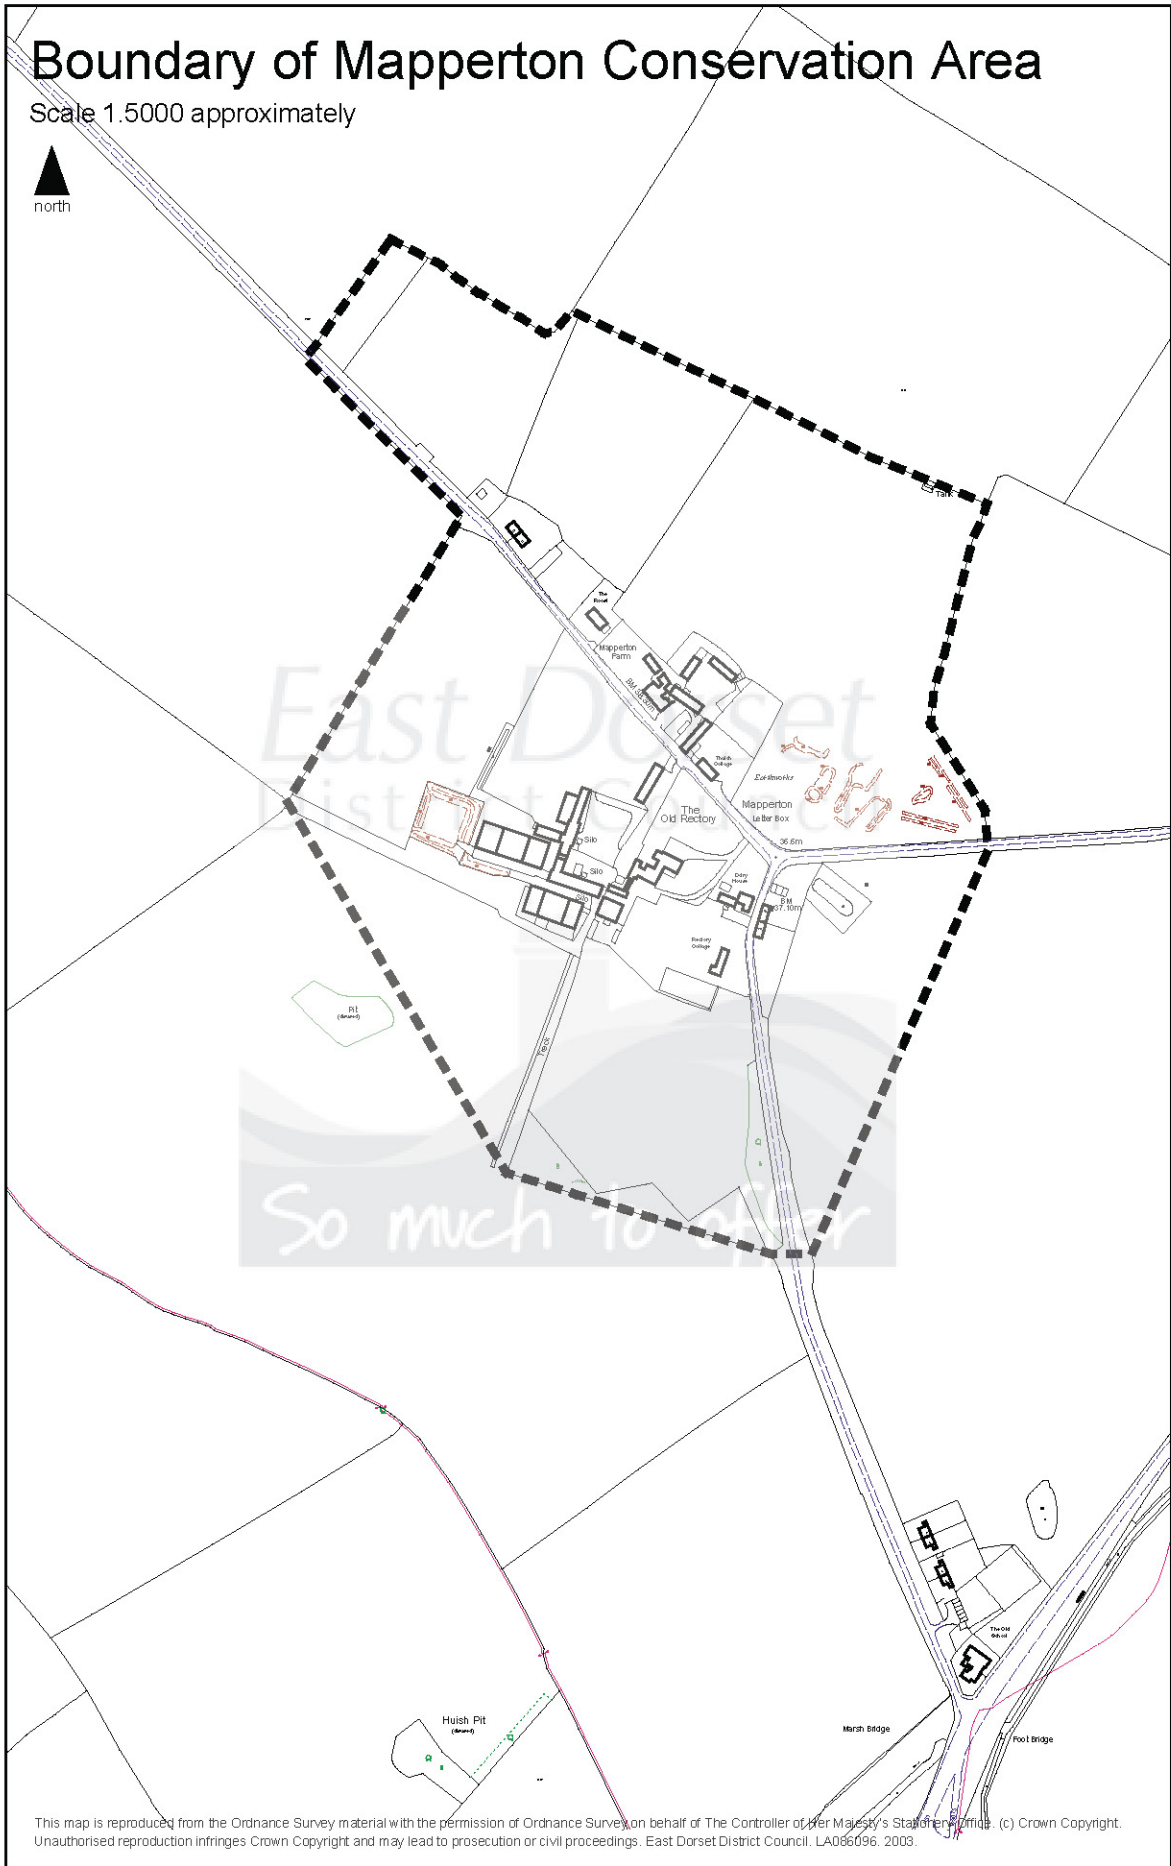 Boundary of Mapperton Conservation Area
Scale 1.5000 approximately
north
Tank
The
Mapperton
Farm
East Dorset
District Council
Thatch
Cottage
Earthworks
The
Old Rectory
Mapperton
Letter Box
36.6m
Silo
Silo
Silo
Dairy
House
BM
37.10m
Rectory
Cottage
Pit
(disused)
Track
So much to offer
The Old
School
Huish Pit
(disused)
Marsh Bridge
Foot Bridge
This map is reproduced from the Ordnance Survey material with the permission of Ordnance Survey on behalf of The Controller of Her Majesty's Stationery Office. (c) Crown Copyright.
Unauthorised reproduction infringes Crown Copyright and may lead to prosecution or civil proceedings. East Dorset District Council. LA086096. 2003.